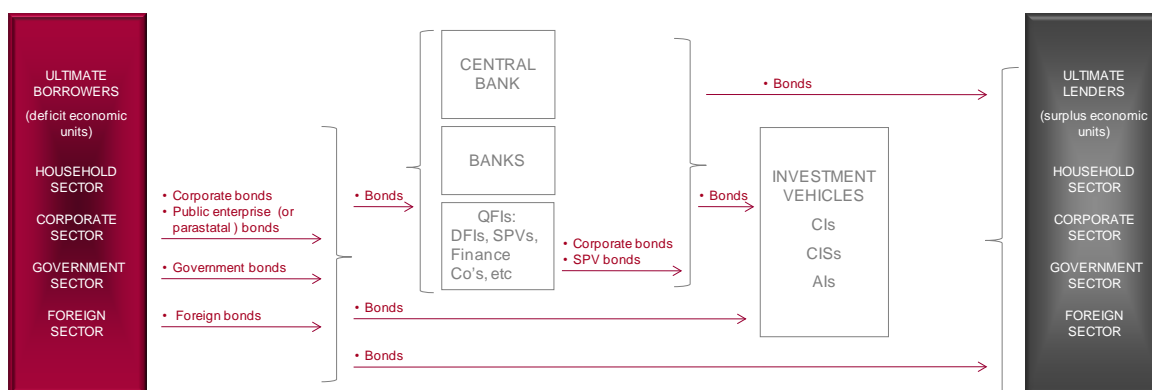 ULTIMATE
BORROWERS
(deficit economic
units)
HOUSEHOLD
SECTOR
CORPORATE
SECTOR
GOVERNMENT
SECTOR
FOREIGN
SECTOR
• Corporate bonds
• Public enterprise (or
parastatal) bonds
• Government bonds
• Foreign bonds
• Bonds
CENTRAL
BANK
BANKS
QFIs:
DFIs, SPVs,
Finance
Co's, etc
• Corporate bonds
• SPV bonds
• Bonds
• Bonds
• Bonds
• Bonds
INVESTMENT
VEHICLES
CIs
CISs
AIs
ULTIMATE
LENDERS
(surplus economic
units)
HOUSEHOLD
SECTOR
CORPORATE
SECTOR
GOVERNMENT
SECTOR
FOREIGN
SECTOR